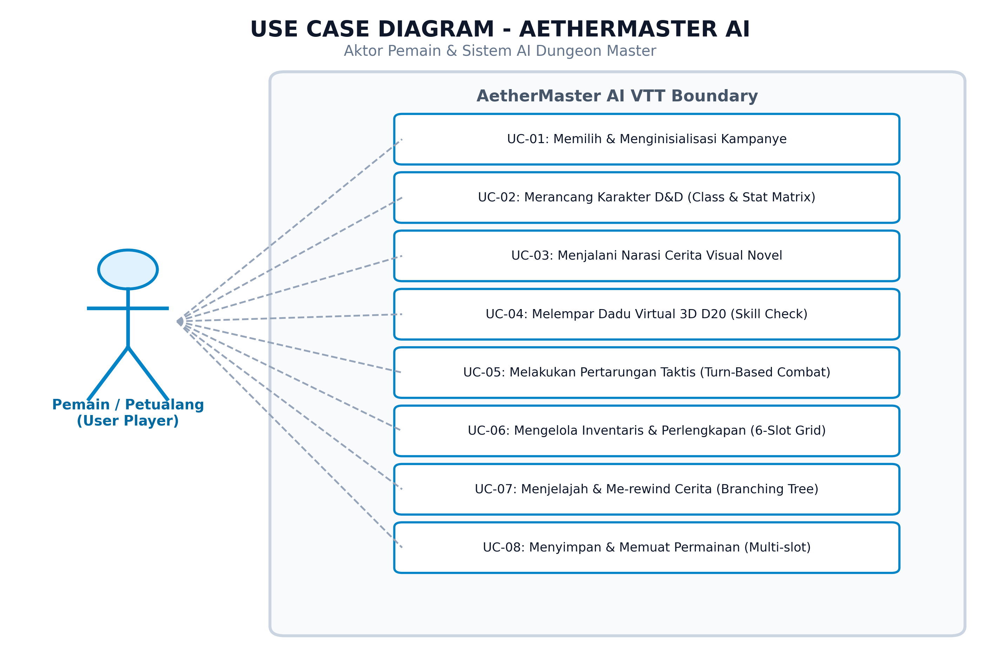 USE CASE DIAGRAM - AETHERMASTER AI
Aktor Pemain & Sistem AI Dungeon Master
AetherMaster AI VTT Boundary
UC-01: Memilih & Menginisialisasi Kampanye
UC-02: Merancang Karakter D&D (Class & Stat Matrix)
UC-03: Menjalani Narasi Cerita Visual Novel
UC-04: Melempar Dadu Virtual 3D D20 (Skill Check)
UC-05: Melakukan Pertarungan Taktis (Turn-Based Combat)
Pemain / Petualang
(User Player)
UC-06: Mengelola Inventaris & Perlengkapan (6-Slot Grid)
UC-07: Menjelajah & Me-rewind Cerita (Branching Tree)
UC-08: Menyimpan & Memuat Permainan (Multi-slot)